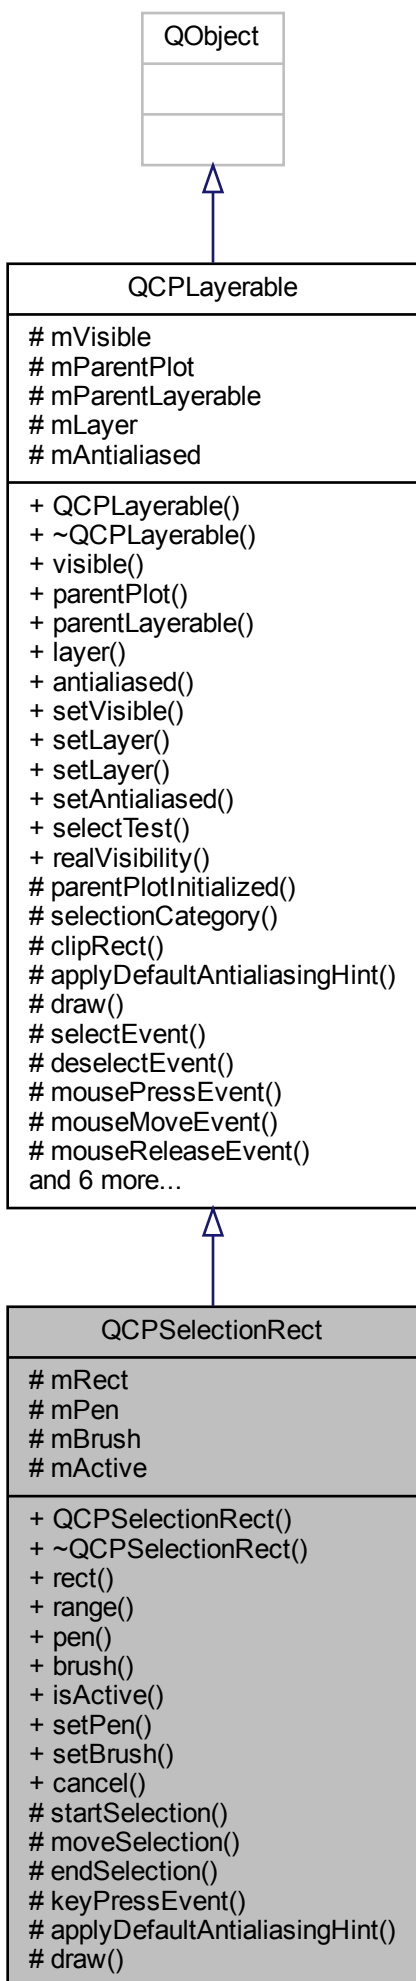 QObject
QCPLayerable
# mVisible
# mParentPlot
# mParentLayerable
# mLayer
# mAntialiased
+ QCPLayerable()
+ ~QCPLayerable()
+ visible()
+ parentPlot()
+ parentLayerable()
+ layer()
+ antialiased()
+ setVisible()
+ setLayer()
+ setLayer()
+ setAntialiased()
+ selectTest()
+ realVisibility()
# parentPlotInitialized()
# selectionCategory()
# clipRect()
# applyDefaultAntialiasingHint()
# draw()
# selectEvent()
# deselectEvent()
# mousePressEvent()
# mouseMoveEvent()
# mouseReleaseEvent()
and 6 more...
QCPSelectionRect
# mRect
# mPen
# mBrush
# mActive
+ QCPSelectionRect()
+ ~QCPSelectionRect()
+ rect()
+ range()
+ pen()
+ brush()
+ isActive()
+ setPen()
+ setBrush()
+ cancel()
# startSelection()
# moveSelection()
# endSelection()
# keyPressEvent()
# applyDefaultAntialiasingHint()
# draw()